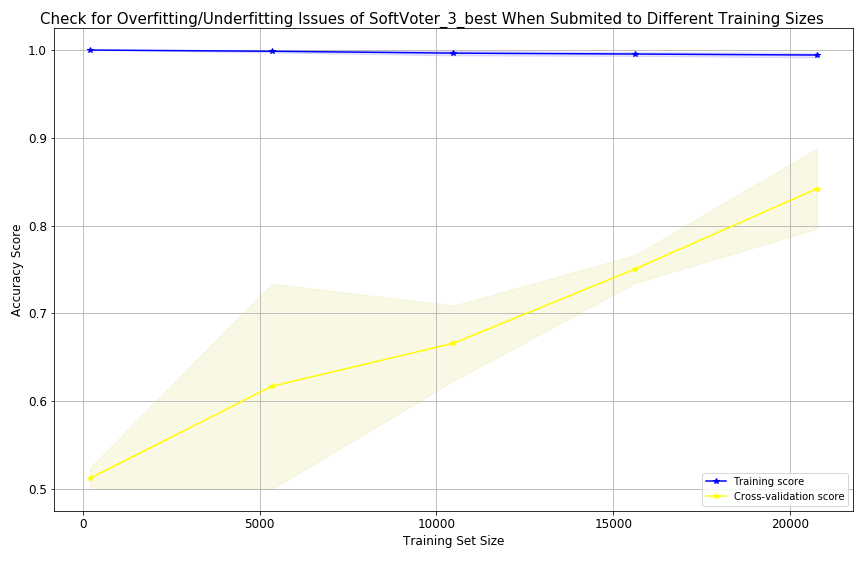 Check for Overfitting/Underfitting Issues of SoftVoter_3_best When Submited to Different Training Sizes
1.0
0.9
0.8
0.7
0.6
0.5
Accuracy Score
0 5000 10000 15000 20000
Training Set Size
Training score
Cross-validation score